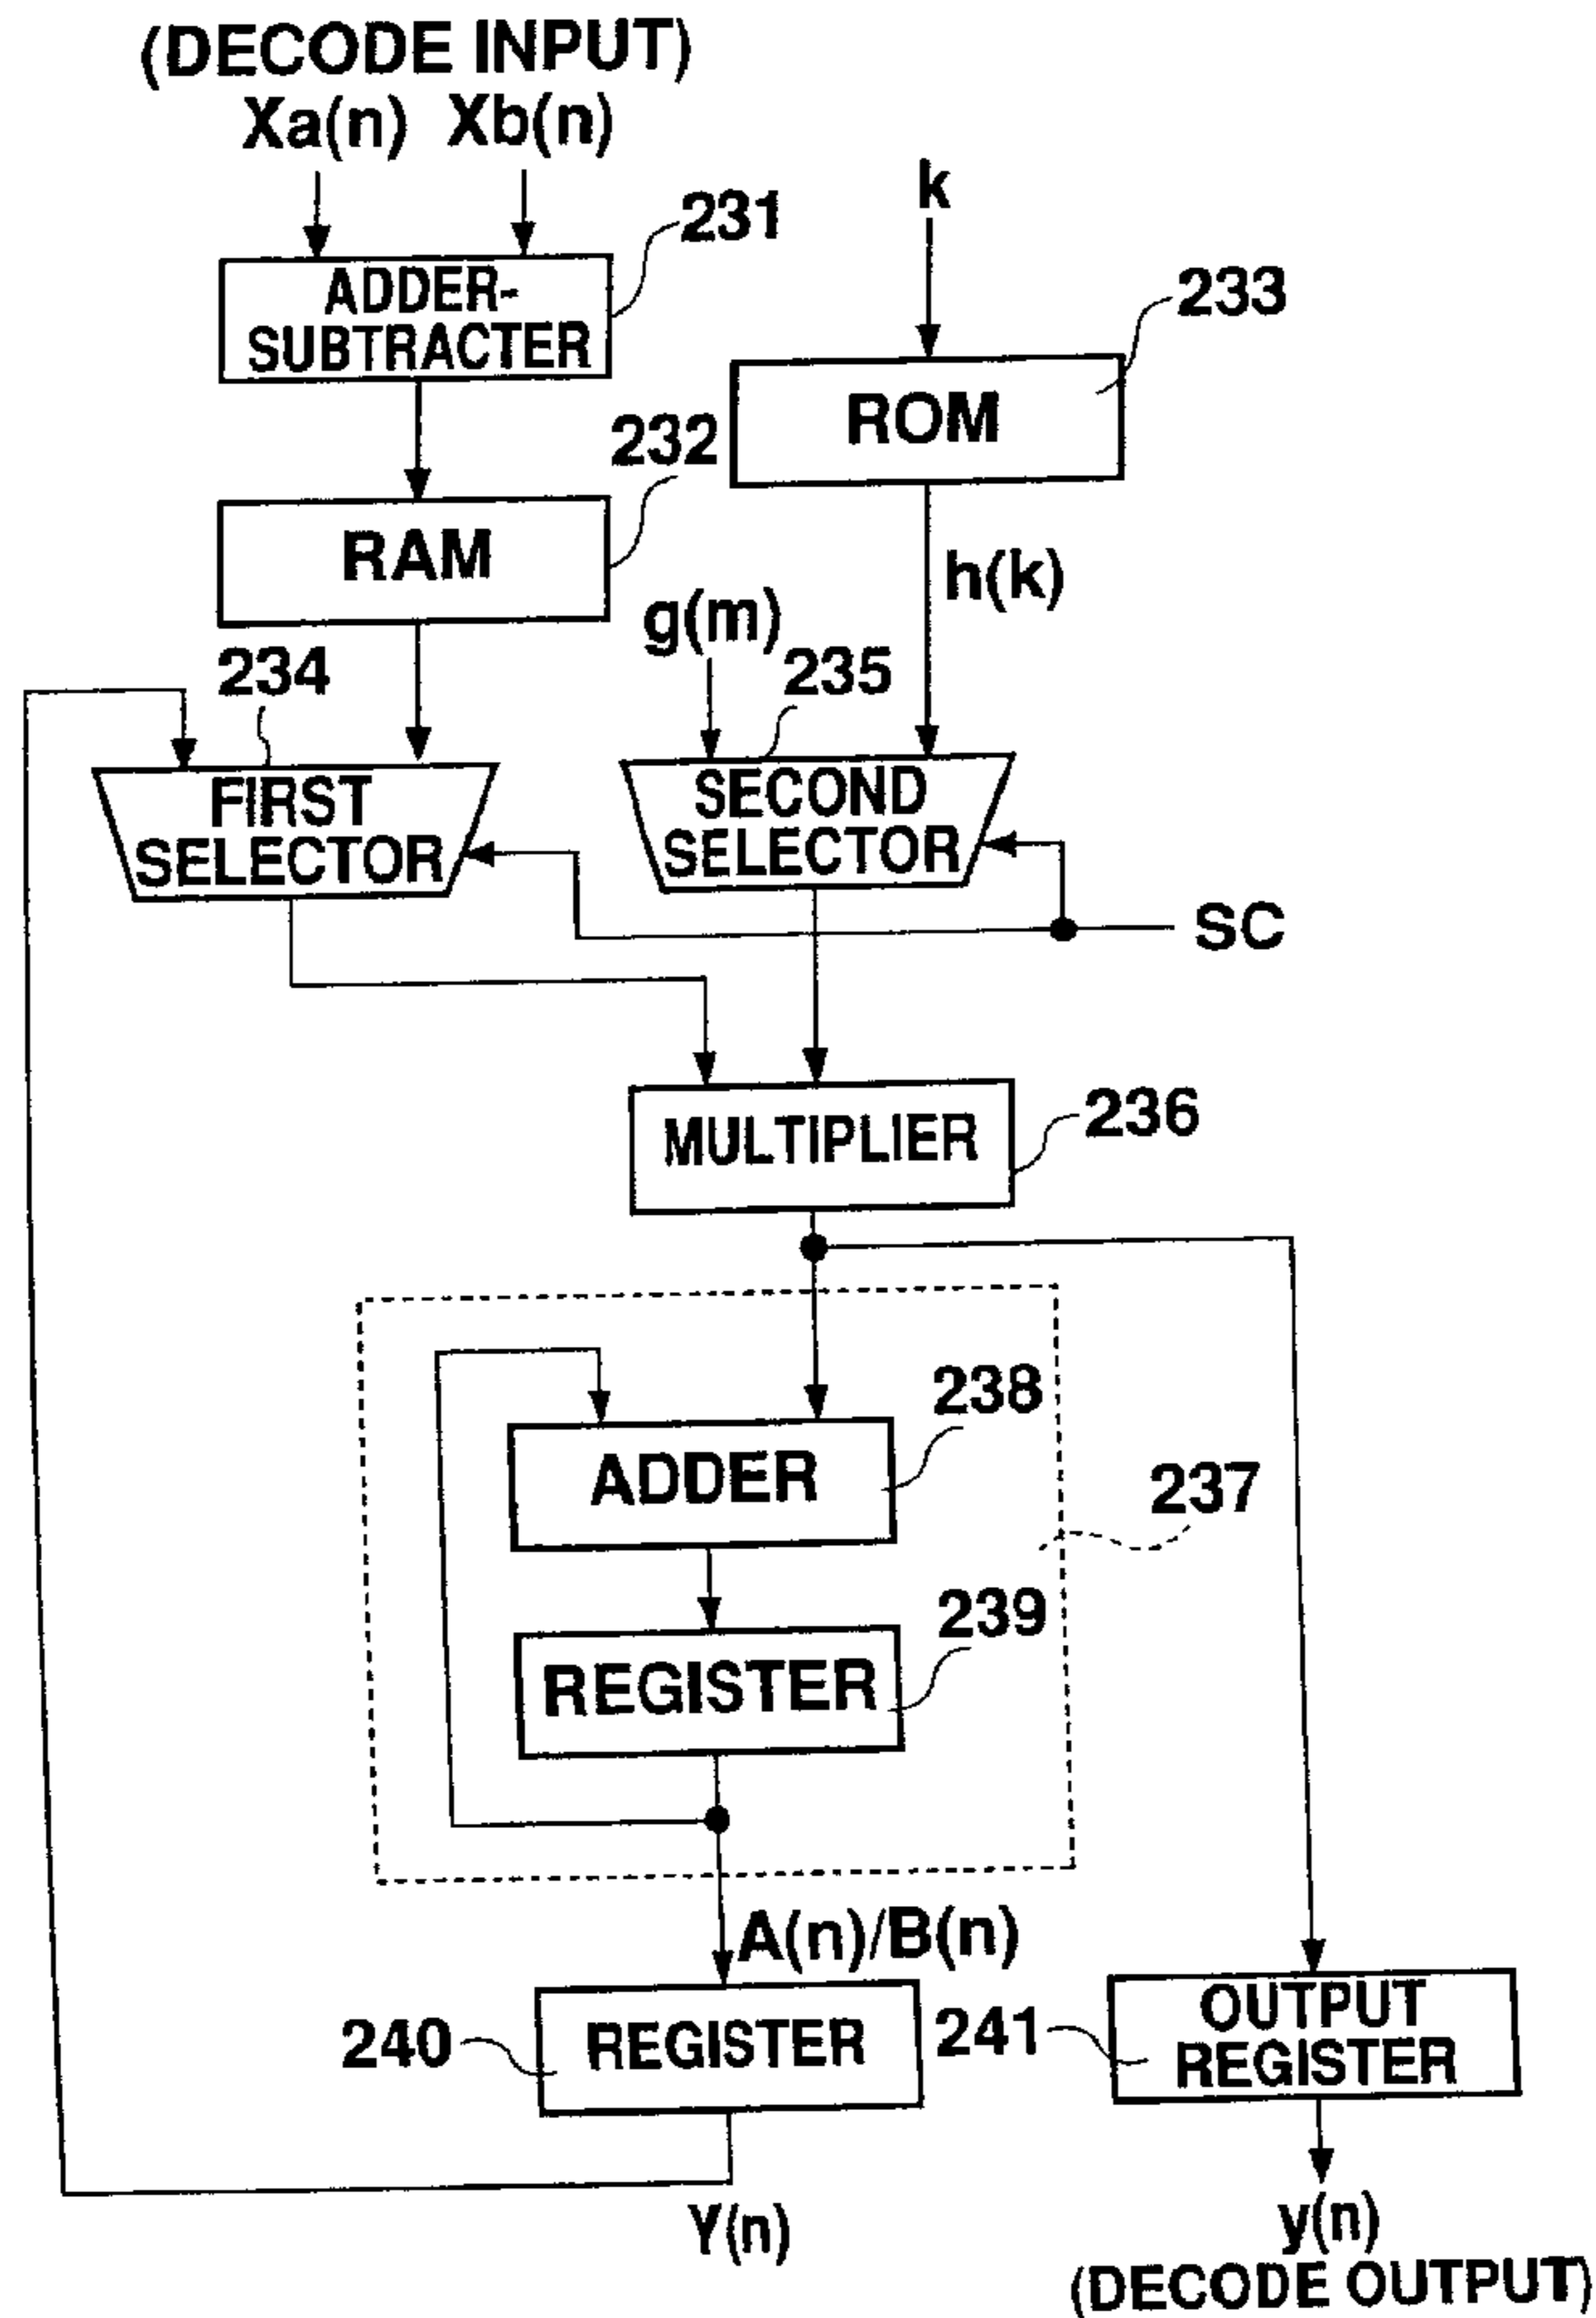 (DECODE INPUT)
Xa(n) Xb(n)
k
231
ADDER-
SUBTRACTER
233
ROM
232
RAM
h(k)
g(m)
234
235
FIRST
SELECTOR
SECOND
SELECTOR
SC
MULTIPLIER
236
238
ADDER
237
239
REGISTER
A(n)/B(n)
240
REGISTER
241
OUTPUT
REGISTER
Y(n)
y(n)
(DECODE OUTPUT)